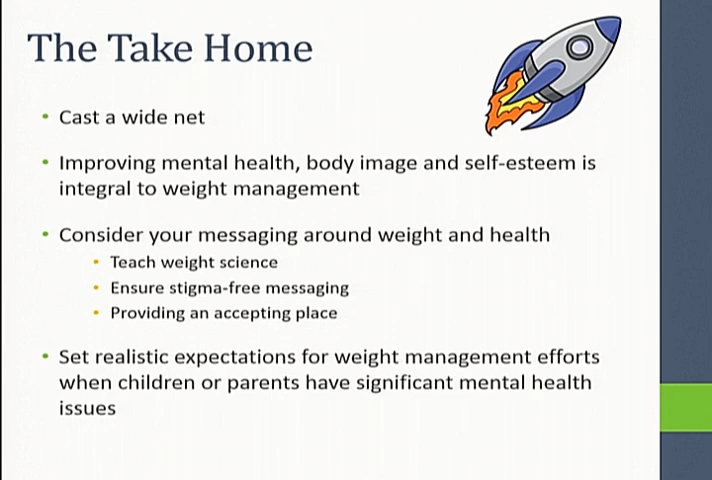 The Take Home
• Cast a wide net
• Improving mental health, body image and self-esteem is
integral to weight management
• Consider your messaging around weight and health
• Teach weight science
• Ensure stigma-free messaging
• Providing an accepting place
• Set realistic expectations for weight management efforts
when children or parents have significant mental health
issues